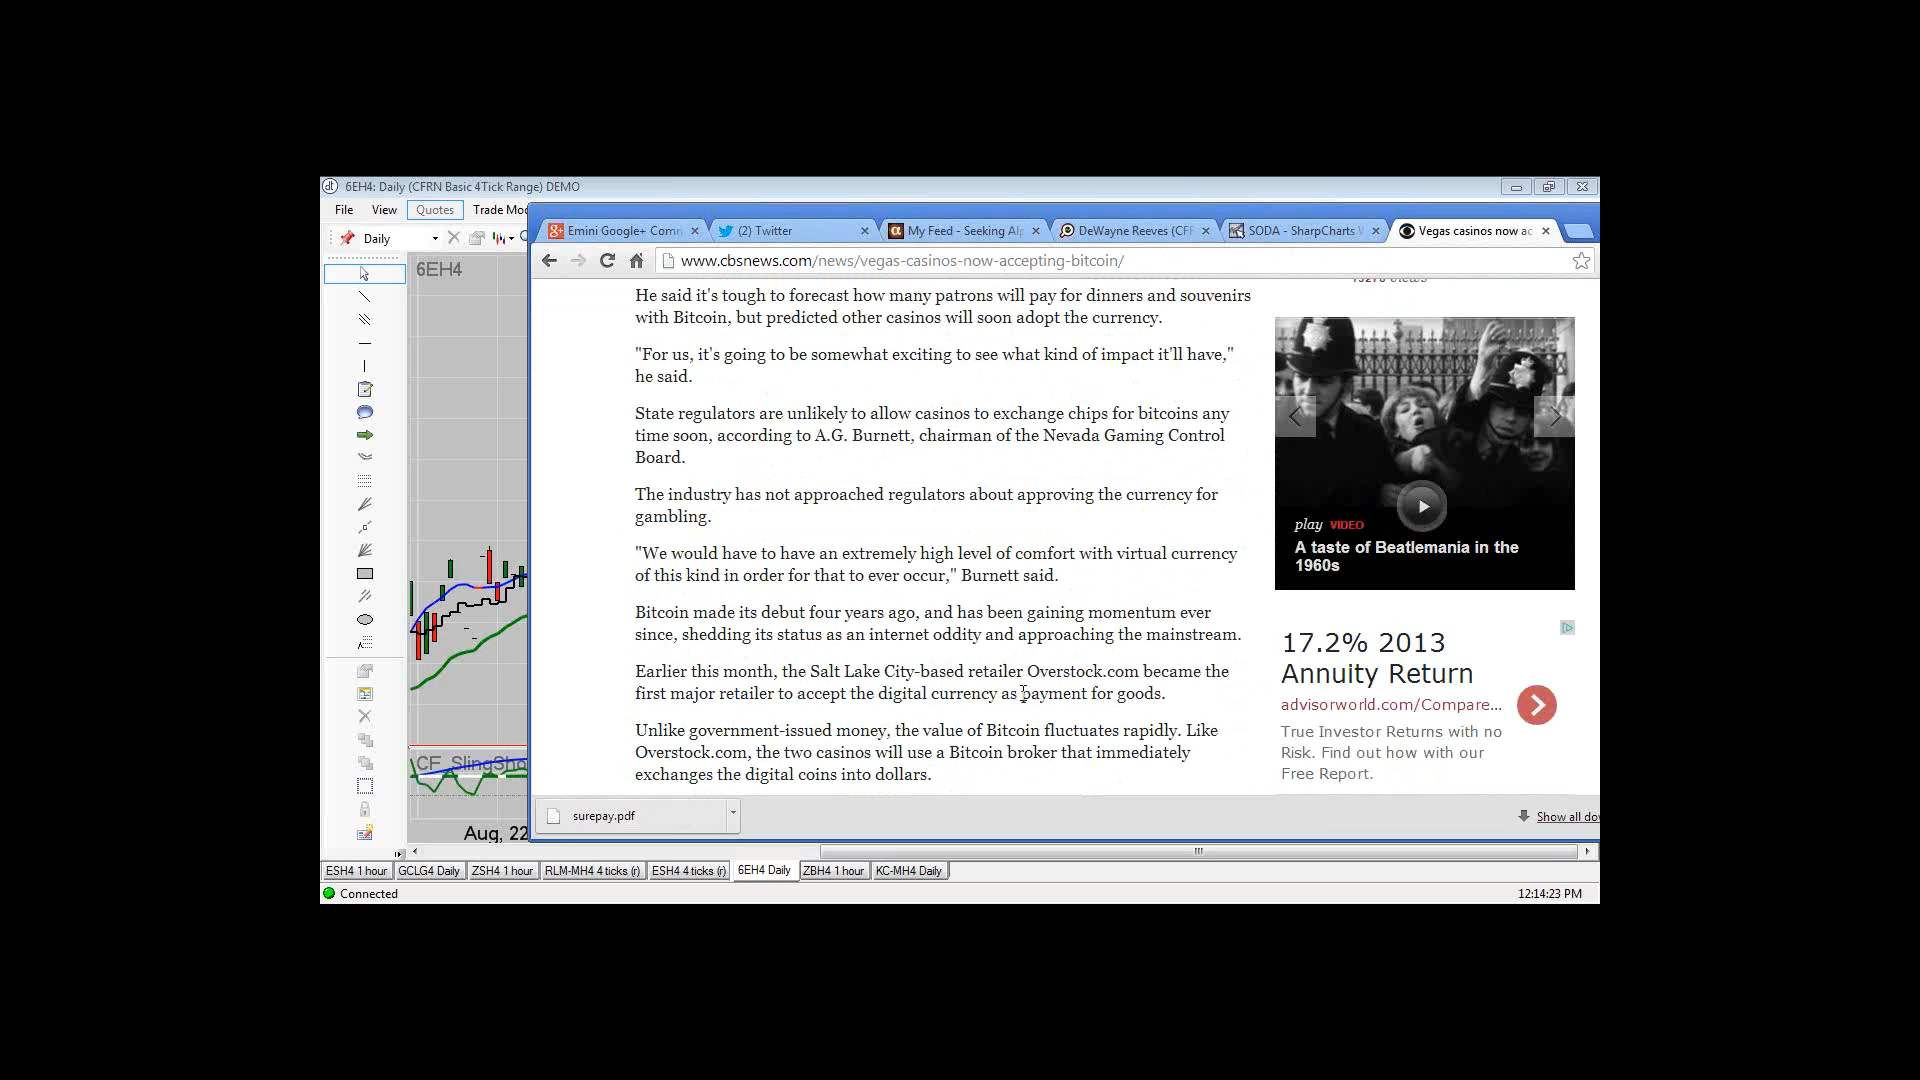 6EH4: Daily (CFRN Basic 4Tick Range) DEMO
File View Quotes Trade
Daily
Emini Google+
(2) Twitter
My Feed - Seeking
DeWayne Reeves
SODA - SharpCharts
Vegas casinos now
www.cbsnews.com/news/vegas-casinos-now-accepting-bitcoin/
6EH4
He said it's tough to forecast how many patrons will pay for dinners and souvenirs
with Bitcoin, but predicted other casinos will soon adopt the currency.
"For us, it's going to be somewhat exciting to see what kind of impact it'll have,"
he said.
State regulators are unlikely to allow casinos to exchange chips for bitcoins any
time soon, according to A.G. Burnett, chairman of the Nevada Gaming Control
Board.
The industry has not approached regulators about approving the currency for
gambling.
"We would have to have an extremely high level of comfort with virtual currency
of this kind in order for that to ever occur," Burnett said.
Bitcoin made its debut four years ago, and has been gaining momentum ever
since, shedding its status as an internet oddity and approaching the mainstream.
Earlier this month, the Salt Lake City-based retailer Overstock.com became the
first major retailer to accept the digital currency as payment for goods.
Unlike government-issued money, the value of Bitcoin fluctuates rapidly. Like
Overstock.com, the two casinos will use a Bitcoin broker that immediately
exchanges the digital coins into dollars.
play VIDEO
A taste of Beatlemania in the
1960s
17.2% 2013
Annuity Return
advisorworld.com/Compare...
True Investor Returns with no
Risk. Find out how with our
Free Report.
surepay.pdf
Show all
Aug, 22
ESH4 1 hour
GCLG4 Daily
ZSH4 1 hour
RLM-MH4 4 ticks (r)
ESH4 4 ticks (r)
6EH4 Daily
ZBH4 1 hour
KC-MH4 Daily
Connected
12:14:23 PM